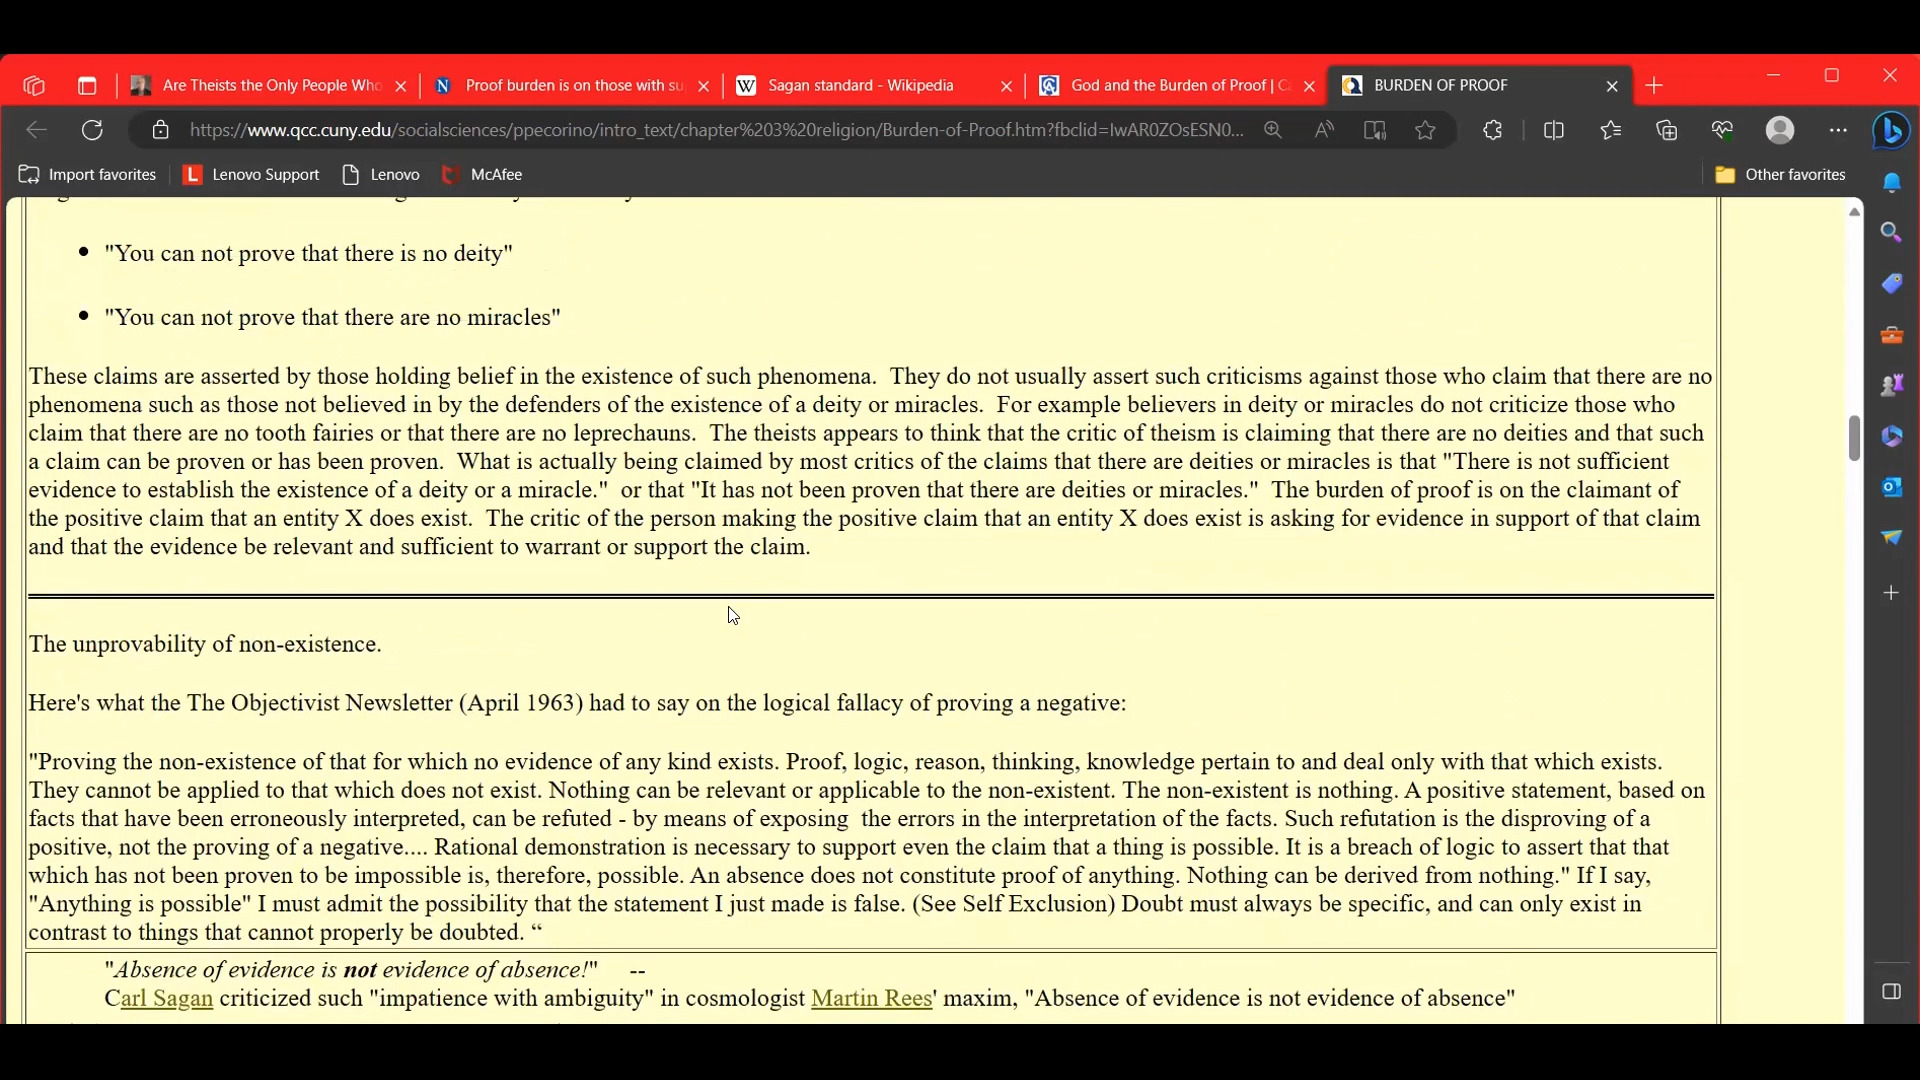 Are Theists the Only People Who
Proof burden is on those with su
Sagan standard - Wikipedia
God and the Burden of Proof | Ca
BURDEN OF PROOF
https://www.qcc.cuny.edu/socialsciences/ppecorino/intro_text/chapter%203%20religion/Burden-of-Proof.htm?fbclid=IwAR0ZOsESN0...
Import favorites
Lenovo Support
Lenovo
McAfee
Other favorites
• "You can not prove that there is no deity"
• "You can not prove that there are no miracles"
These claims are asserted by those holding belief in the existence of such phenomena.  They do not usually assert such criticisms against those who claim that there are no
phenomena such as those not believed in by the defenders of the existence of a deity or miracles.  For example believers in deity or miracles do not criticize those who
claim that there are no tooth fairies or that there are no leprechauns.  The theists appears to think that the critic of theism is claiming that there are no deities and that such
a claim can be proven or has been proven.  What is actually being claimed by most critics of the claims that there are deities or miracles is that "There is not sufficient
evidence to establish the existence of a deity or a miracle."  or that "It has not been proven that there are deities or miracles."  The burden of proof is on the claimant of
the positive claim that an entity X does exist.  The critic of the person making the positive claim that an entity X does exist is asking for evidence in support of that claim
and that the evidence be relevant and sufficient to warrant or support the claim.
The unprovability of non-existence.
Here's what the The Objectivist Newsletter (April 1963) had to say on the logical fallacy of proving a negative:
"Proving the non-existence of that for which no evidence of any kind exists. Proof, logic, reason, thinking, knowledge pertain to and deal only with that which exists.
They cannot be applied to that which does not exist. Nothing can be relevant or applicable to the non-existent. The non-existent is nothing. A positive statement, based on
facts that have been erroneously interpreted, can be refuted - by means of exposing  the errors in the interpretation of the facts. Such refutation is the disproving of a
positive, not the proving of a negative.... Rational demonstration is necessary to support even the claim that a thing is possible. It is a breach of logic to assert that that
which has not been proven to be impossible is, therefore, possible. An absence does not constitute proof of anything. Nothing can be derived from nothing." If I say,
"Anything is possible" I must admit the possibility that the statement I just made is false. (See Self Exclusion) Doubt must always be specific, and can only exist in
contrast to things that cannot properly be doubted. “
"Absence of evidence is not evidence of absence!"     --
Carl Sagan criticized such "impatience with ambiguity" in cosmologist Martin Rees' maxim, "Absence of evidence is not evidence of absence"